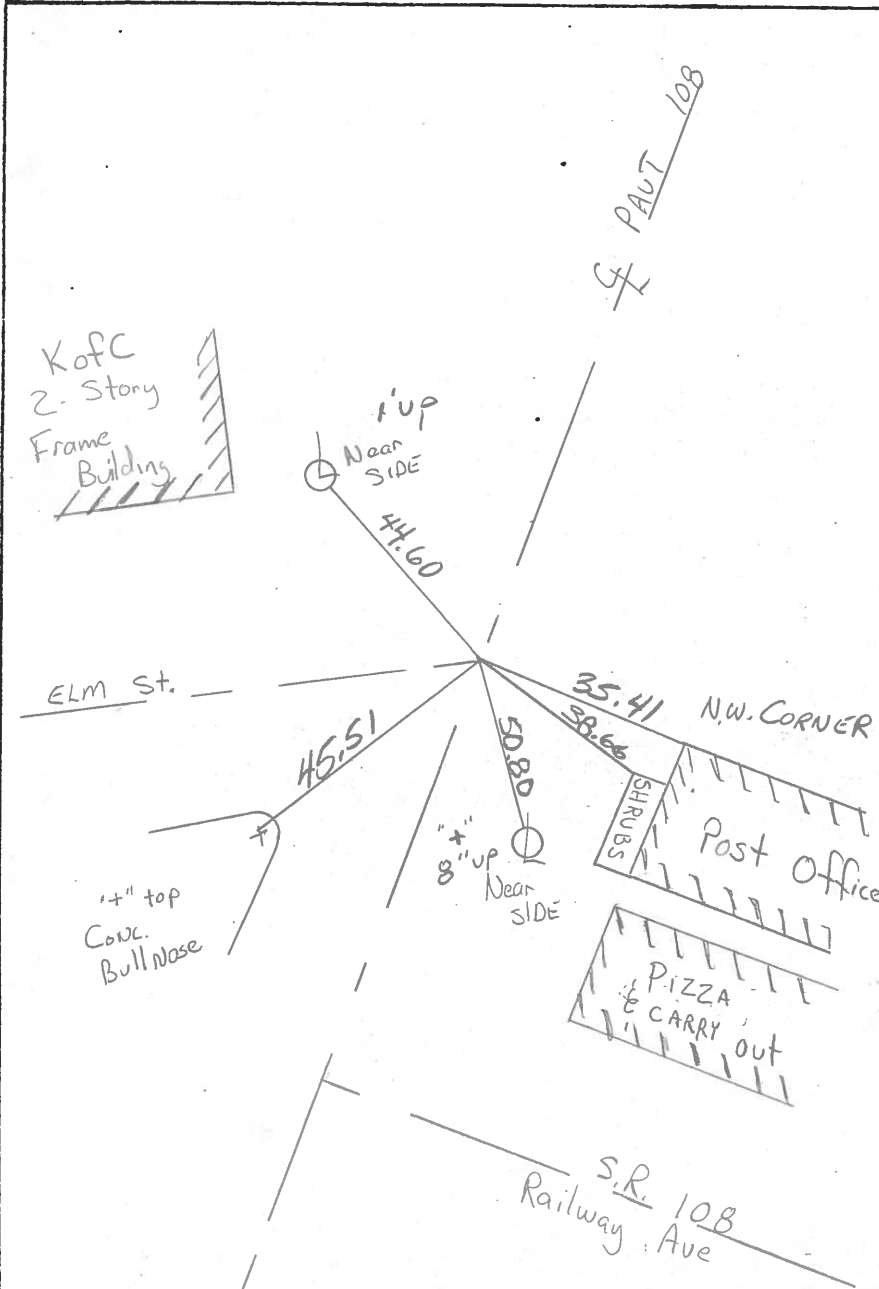 ℄ PAUT 108
K of C
2- Story
Frame
Building
1' UP
Near
SIDE
44.60
ELM St.
35.41
N.W. CORNER
38.66
45.51
50.80
SHRUBS
Post Office
"+"
8" UP
Near
SIDE
"+" top
CONC.
Bull Nose
PIZZA
& CARRY out
S.R. 108
Railway Ave